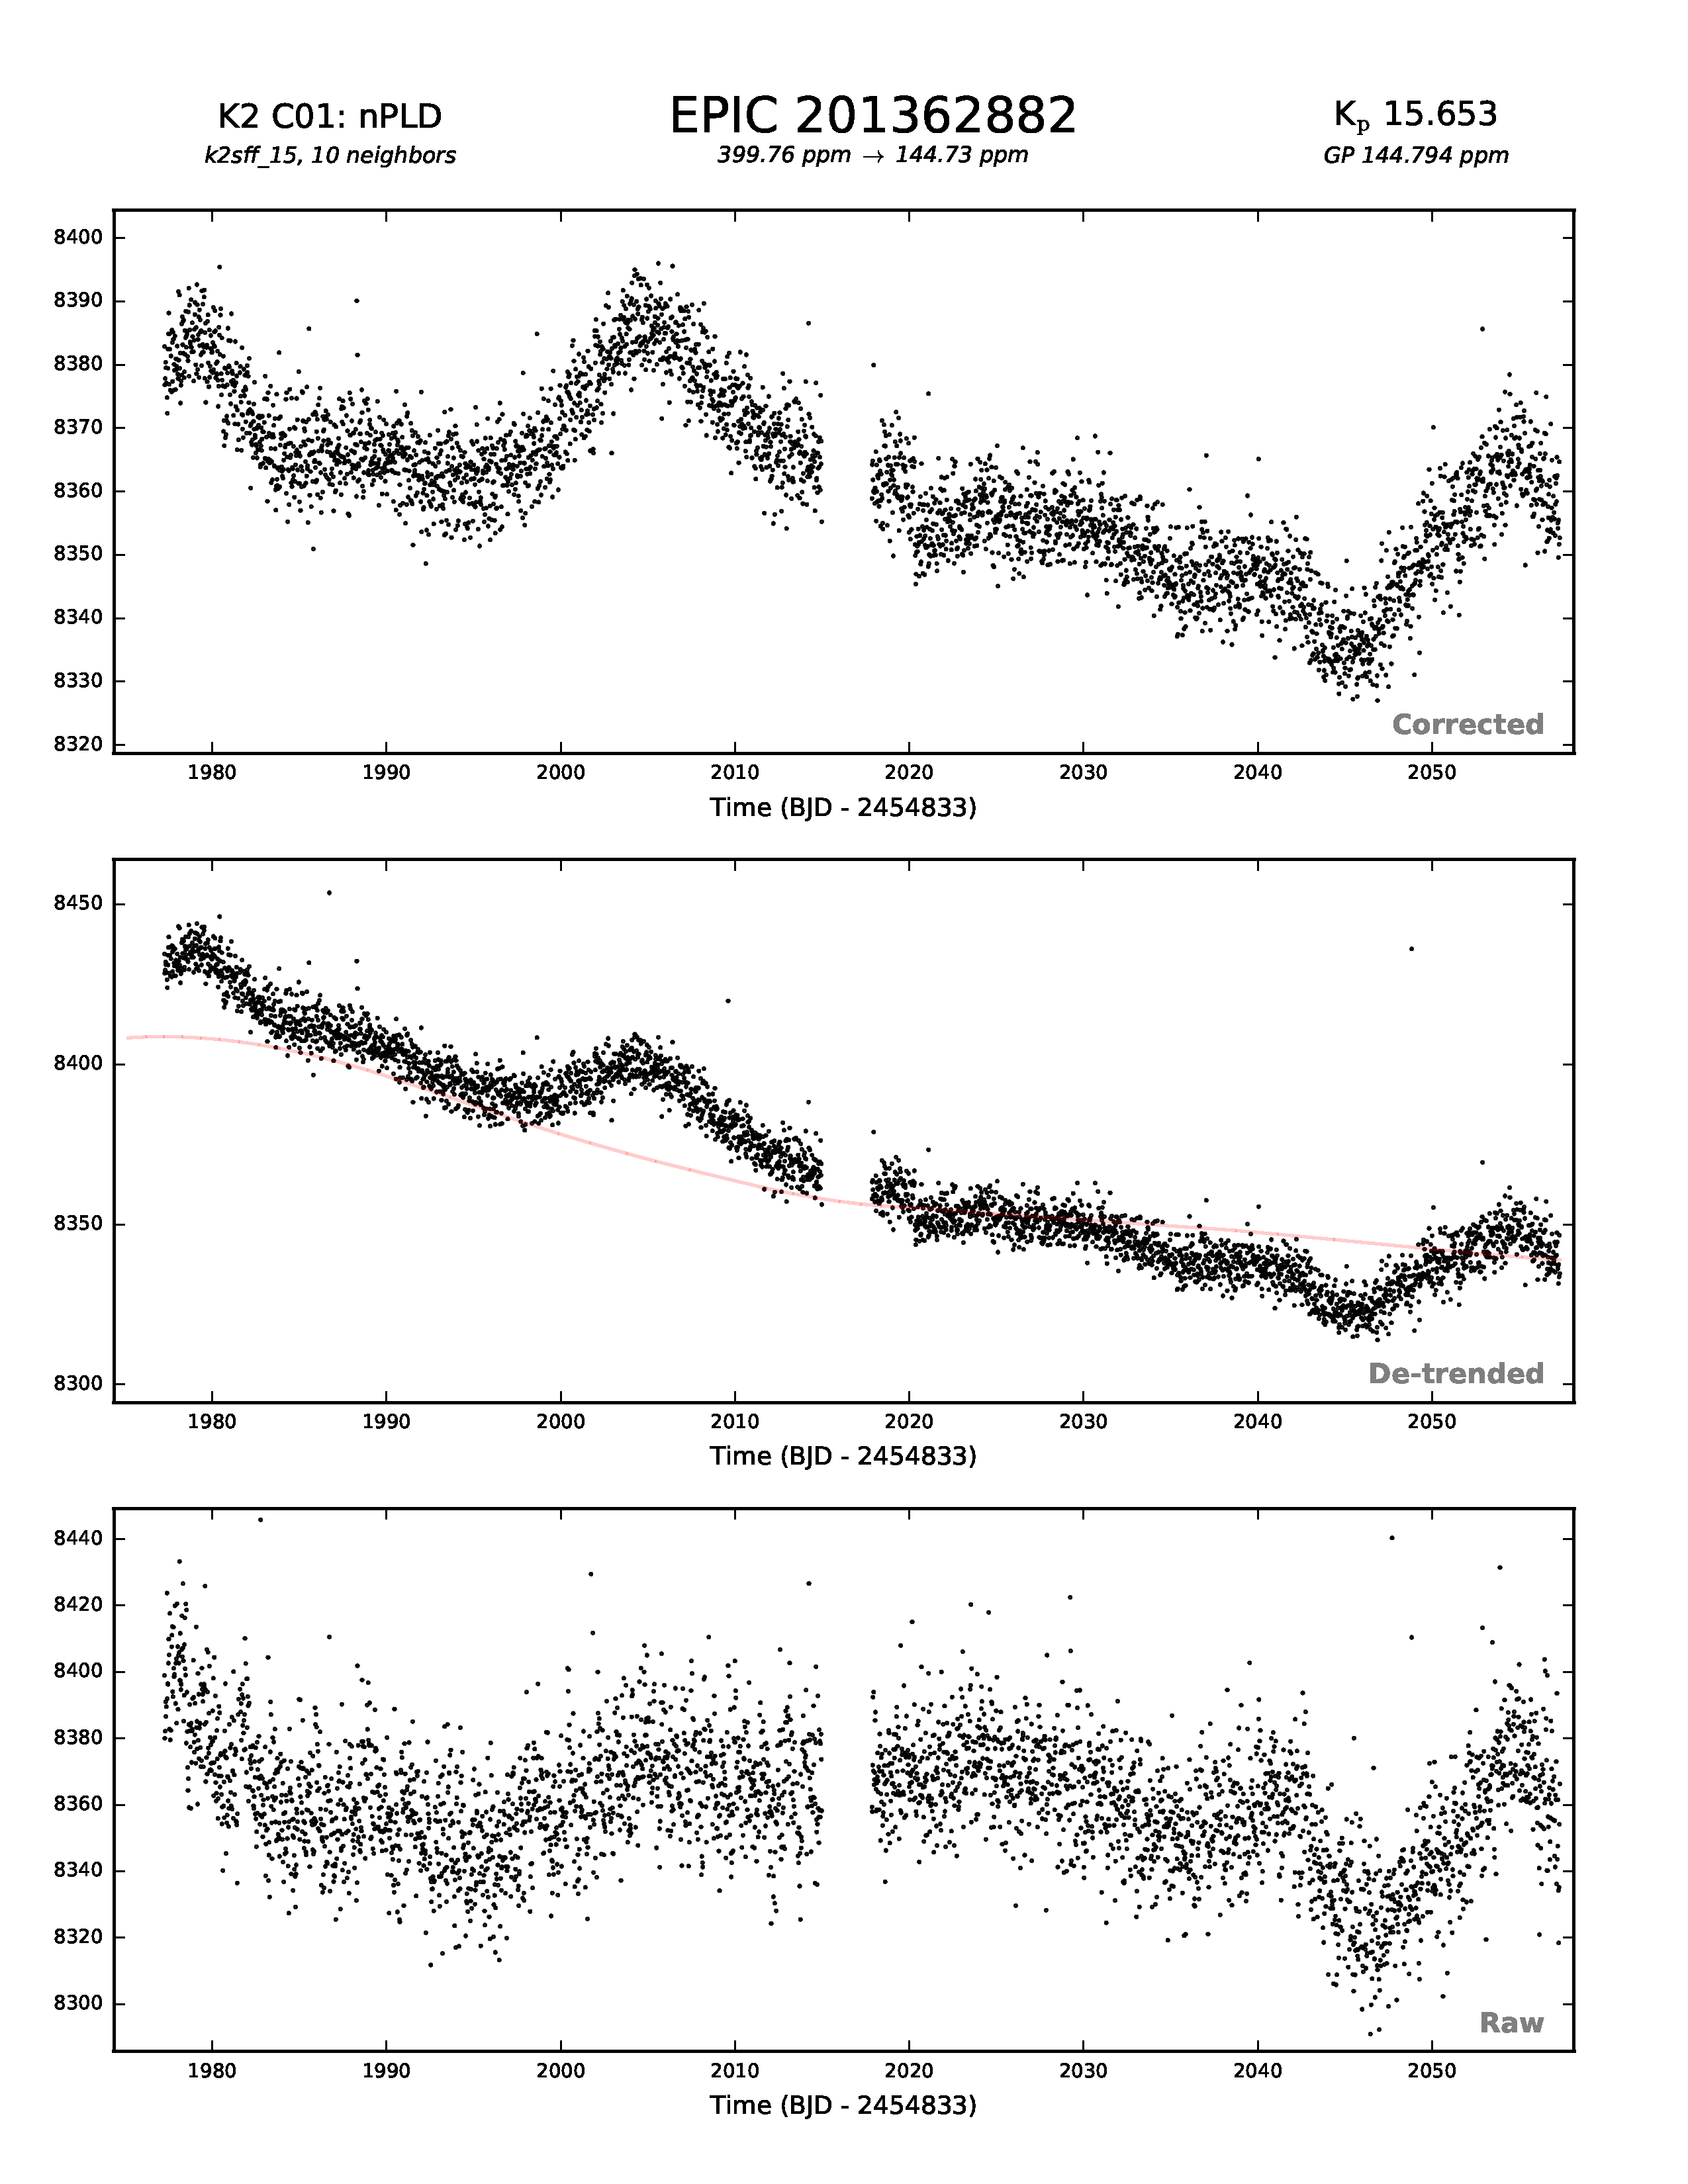 K2 C01: nPLD
EPIC 201362882
Kp 15.653
k2sff_15, 10 neighbors
399.76 ppm → 144.73 ppm
GP 144.794 ppm
8400
8390
8380
8370
8360
8350
8340
8330
8320
Corrected
1980 1990 2000 2010 2020 2030 2040 2050
Time (BJD - 2454833)
8450
8400
8350
8300
De-trended
1980 1990 2000 2010 2020 2030 2040 2050
Time (BJD - 2454833)
8440
8420
8400
8380
8360
8340
8320
8300
Raw
1980 1990 2000 2010 2020 2030 2040 2050
Time (BJD - 2454833)